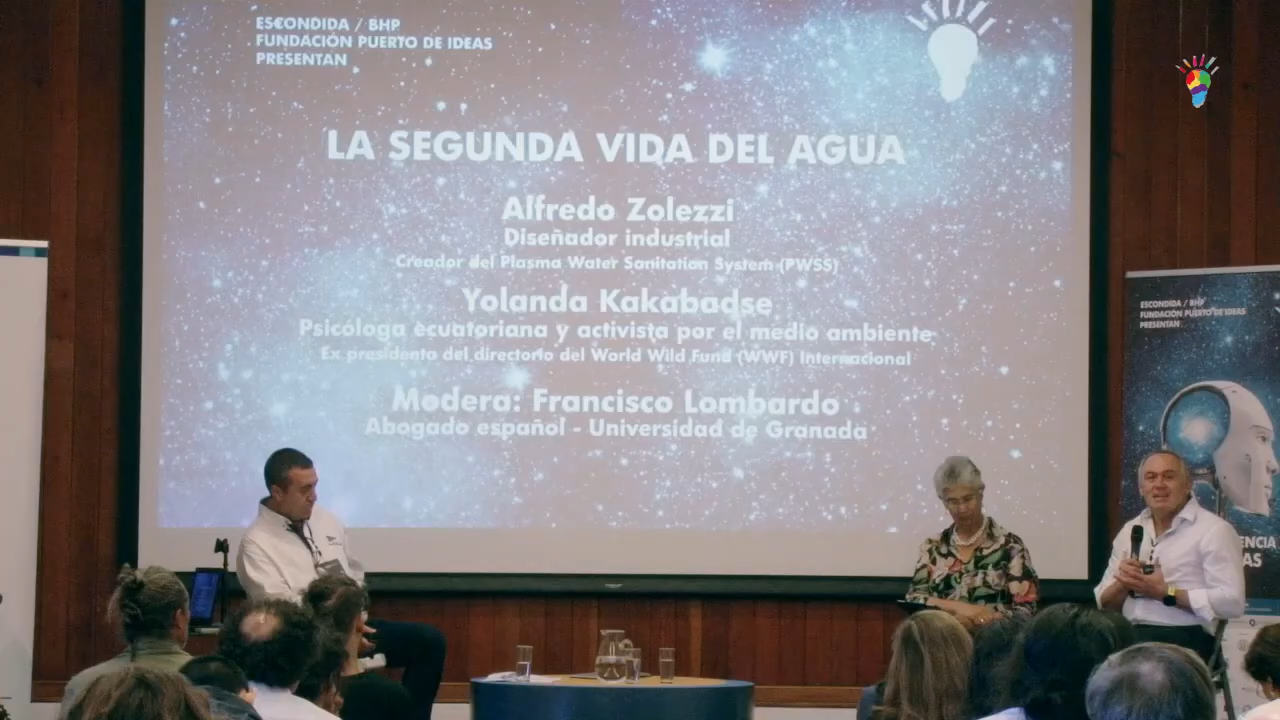 ESCONDIDA / BHP
FUNDACIÓN PUERTO DE IDEAS
PRESENTAN
LA SEGUNDA VIDA DEL AGUA
Alfredo Zolezzi
Diseñador industrial
Creador del Plasma Water Sanitation System (PWSS)
Yolanda Kakabadse
Psicóloga ecuatoriana y activista por el medio ambiente
Ex presidenta del directorio del World Wild Fund (WWF) Internacional
Modera: Francisco Lombardo
Abogado español - Universidad de Granada
ESCONDIDA / BHP
FUNDACIÓN PUERTO DE IDEAS
PRESENTAN
ENCIA
AS